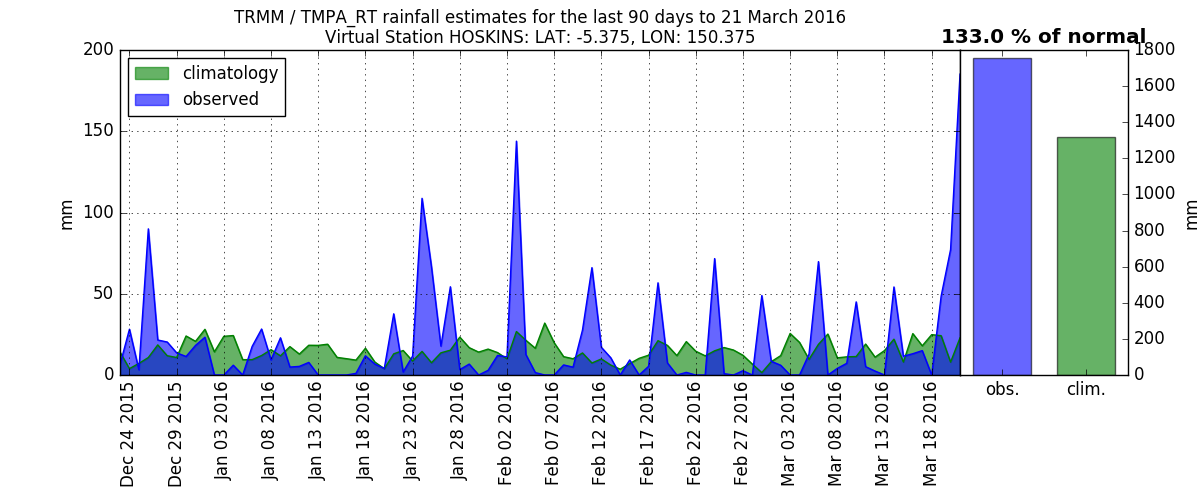 TRMM / TMPA_RT rainfall estimates for the last 90 days to 21 March 2016
Virtual Station HOSKINS: LAT: -5.375, LON: 150.375
133.0 % of normal
climatology
observed
mm
200
150
100
50
0
Dec 24 2015
Dec 29 2015
Jan 03 2016
Jan 08 2016
Jan 13 2016
Jan 18 2016
Jan 23 2016
Jan 28 2016
Feb 02 2016
Feb 07 2016
Feb 12 2016
Feb 17 2016
Feb 22 2016
Feb 27 2016
Mar 03 2016
Mar 08 2016
Mar 13 2016
Mar 18 2016
obs.
clim.
1800
1600
1400
1200
1000
800
600
400
200
0
mm